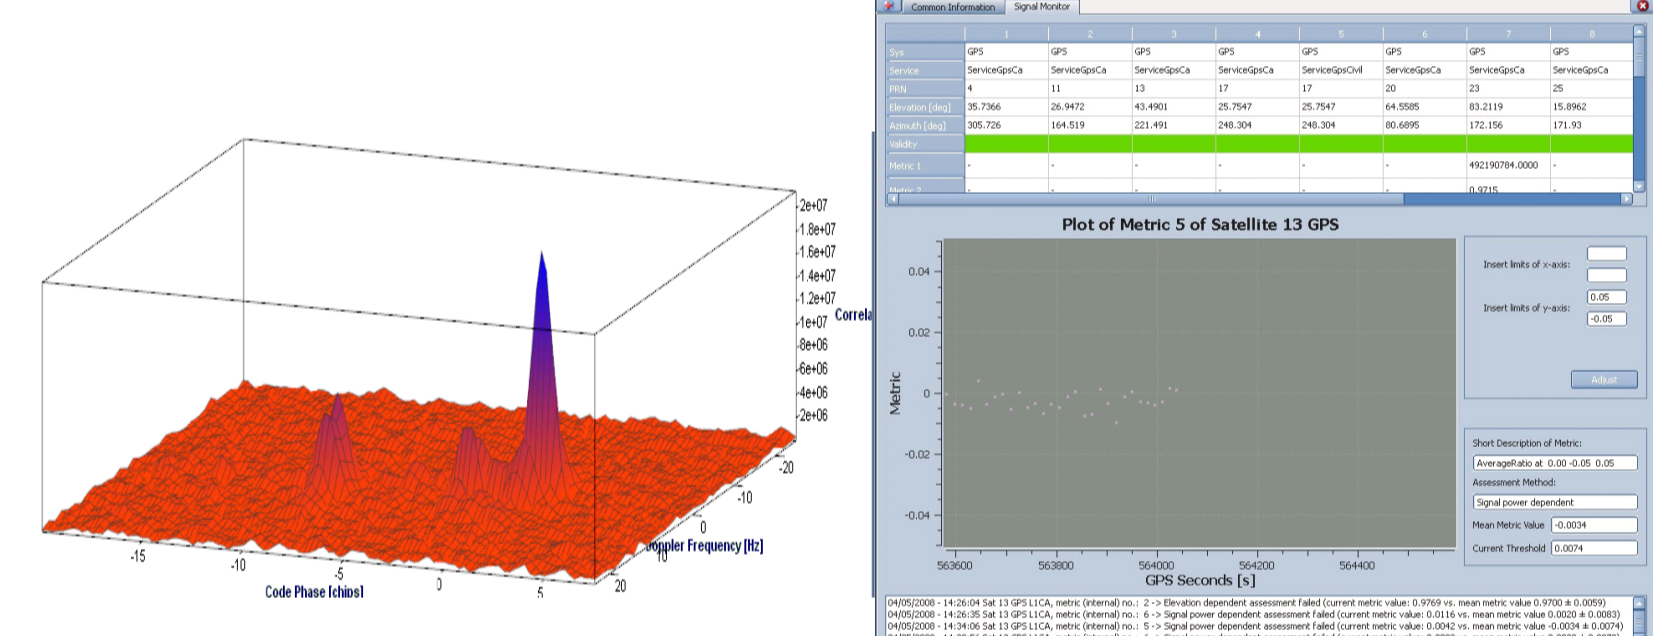 2e+07
1.8e+07
1.6e+07
1.4e+07
1.2e+07
1e+07
8e+06
6e+06
4e+06
2e+06
Correla
-20
-10
0
10
20
Doppler Frequency [Hz]
-15
-10
-5
0
5
Code Phase [chips]
Common Information Signal Monitor
1 2 3 4 5 6 7 8
Sys GPS GPS GPS GPS GPS GPS GPS GPS
Service ServiceGpsCa ServiceGpsCa ServiceGpsCa ServiceGpsCa ServiceGpsCivil ServiceGpsCa ServiceGpsCa ServiceGpsCa
PRN 4 11 13 17 17 20 23 25
Elevation [deg] 35.7366 26.9472 43.4901 25.7547 25.7547 64.5585 83.2119 15.8962
Azimuth [deg] 305.726 164.519 221.491 248.304 248.304 80.6895 172.156 171.93
Validity
Metric 1 - - - - - - 492190784.0000 -
Metric 2 - - - - - - 0.9715 -
Plot of Metric 5 of Satellite 13 GPS
0.04
0.02
0
-0.02
-0.04
Metric
563600 563800 564000 564200 564400
GPS Seconds [s]
Insert limits of x-axis:
Insert limits of y-axis:
0.05
-0.05
Adjust
Short Description of Metric:
AverageRatio at 0.00 -0.05 0.05
Assessment Method:
Signal power dependent
Mean Metric Value -0.0034
Current Threshold 0.0074
04/05/2008 - 14:26:04 Sat 13 GPS L1CA, metric (internal) no.: 2 -> Elevation dependent assessment failed (current metric value: 0.9769 vs. mean metric value 0.9700 ± 0.0059)
04/05/2008 - 14:26:35 Sat 13 GPS L1CA, metric (internal) no.: 6 -> Signal power dependent assessment failed (current metric value: 0.0116 vs. mean metric value 0.0020 ± 0.0083)
04/05/2008 - 14:34:06 Sat 13 GPS L1CA, metric (internal) no.: 5 -> Signal power dependent assessment failed (current metric value: 0.0042 vs. mean metric value -0.0034 ± 0.0074)